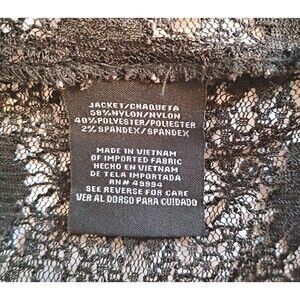 JACKET/CHAQUETA
58%NYLON/NYLON
40%POLYESTER/POLIESTER
2%SPANDEX/SPANDEX
MADE IN VIETNAM
OF IMPORTED FABRIC
HECHO EN VIETNAM
DE TELA IMPORTADA
RN# 49994
SEE REVERSE FOR CARE
VER AL DORSO PARA CUIDADO